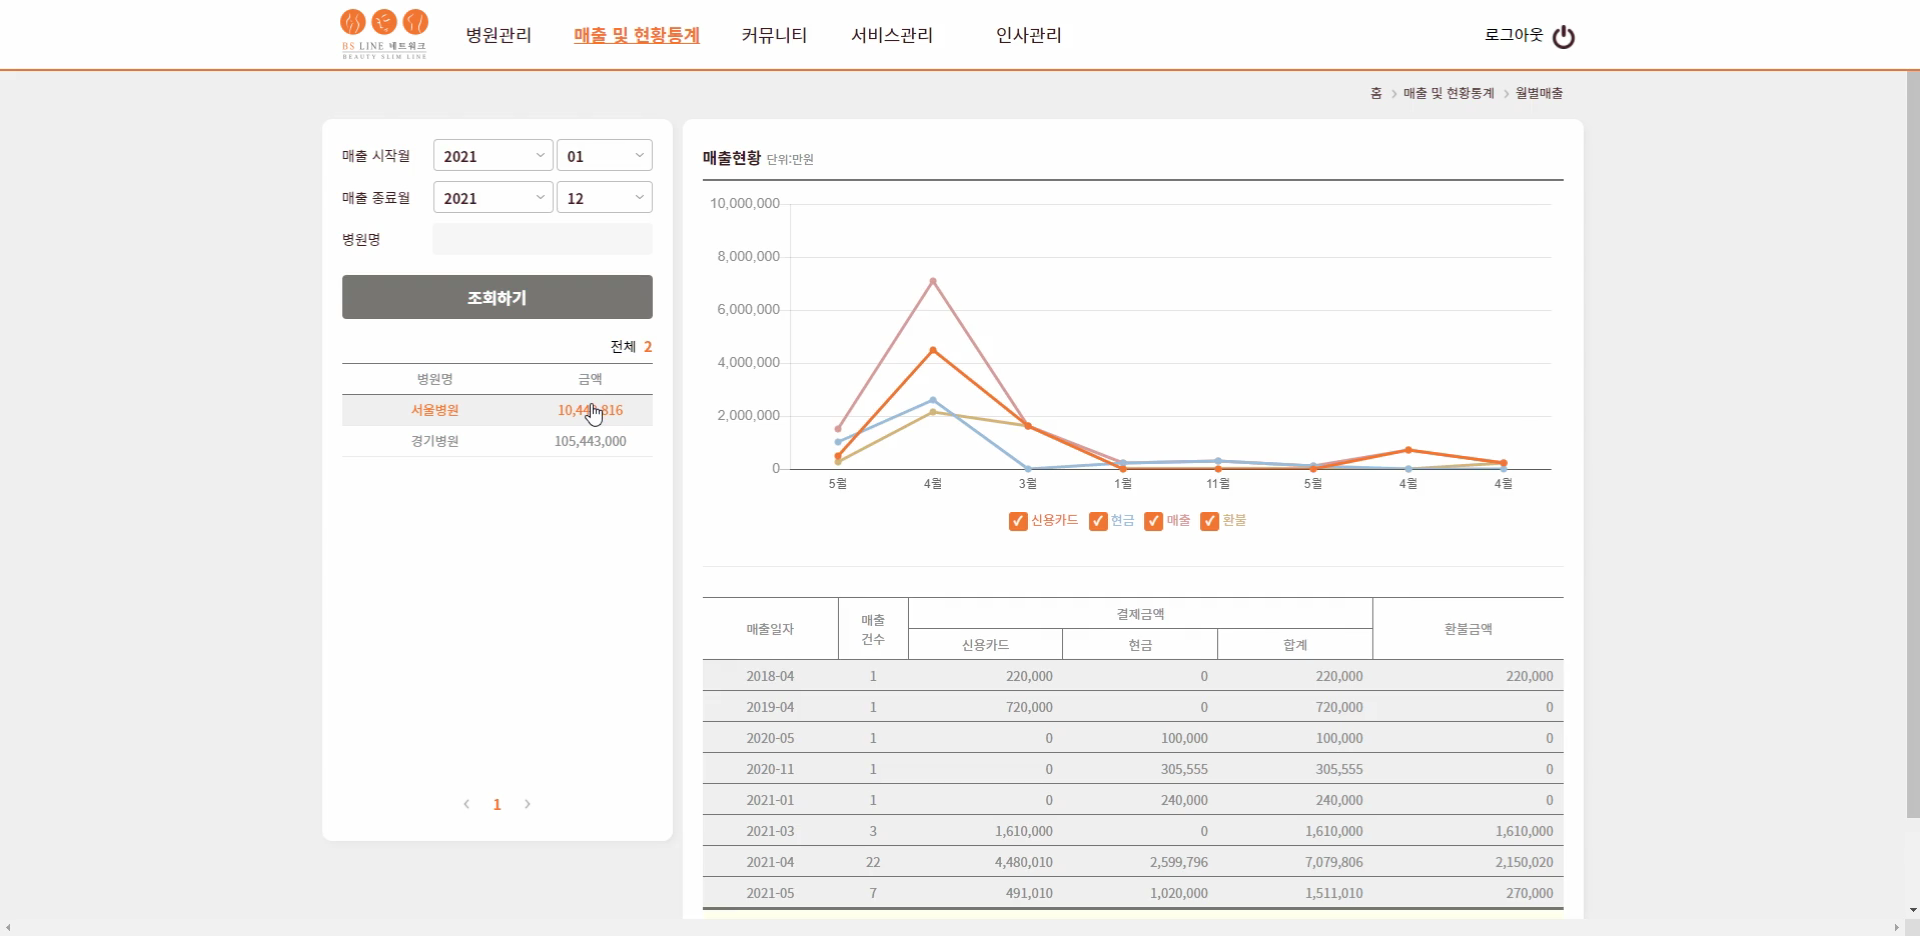 BS LINE 네트워크
BEAUTY SLIM LINE
병원관리 매출 및 현황통계 커뮤니티 서비스관리 인사관리 로그아웃
홈 > 매출 및 현황통계 > 월별매출
매출 시작월 2021 01
매출 종료월 2021 12
병원명
조회하기
전체 2
병원명 금액
서울병원
경기병원 105,443,000
1
매출현황 단위:만원
10,000,000
8,000,000
6,000,000
4,000,000
2,000,000
0
5월 4월 3월 1월 11월 5월 4월 4월
신용카드 현금 매출 환불
매출일자 매출 건수 결제금액 환불금액
신용카드 현금 합계
2018-04 1 220,000 0 220,000 220,000
2019-04 1 720,000 0 720,000 0
2020-05 1 0 100,000 100,000 0
2020-11 1 0 305,555 305,555 0
2021-01 1 0 240,000 240,000 0
2021-03 3 1,610,000 0 1,610,000 1,610,000
2021-04 22 4,480,010 2,599,796 7,079,806 2,150,020
2021-05 7 491,010 1,020,000 1,511,010 270,000